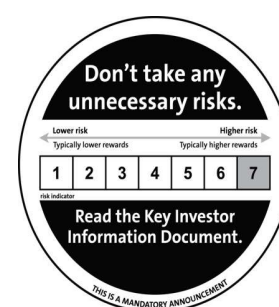 Don't take any
unnecessary risks.
Lower risk Higher risk
Typically lower rewards Typically higher rewards
1 2 3 4 5 6 7
risk indicator
Read the Key Investor
Information Document.
THIS IS A MANDATORY ANNOUNCEMENT